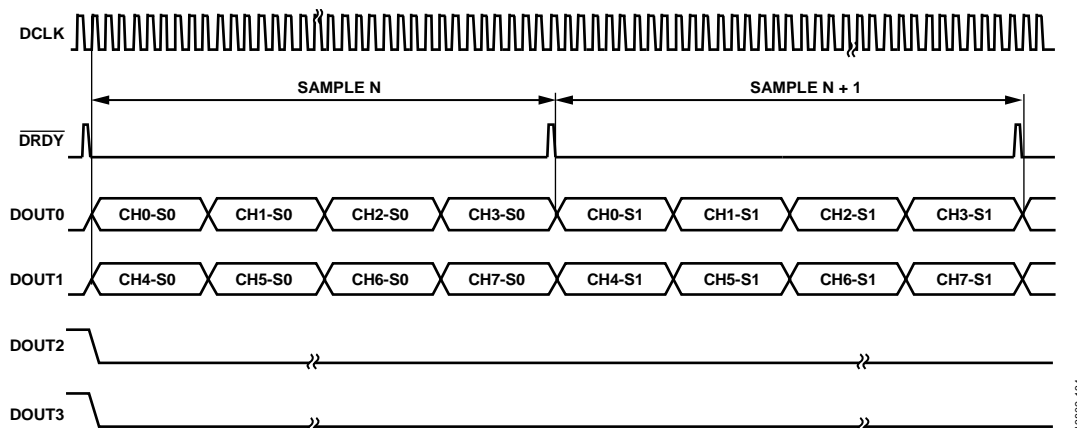 DCLK
SAMPLE N
SAMPLE N + 1
DRDY
DOUT0
CH0-S0
CH1-S0
CH2-S0
CH3-S0
CH0-S1
CH1-S1
CH2-S1
CH3-S1
DOUT1
CH4-S0
CH5-S0
CH6-S0
CH7-S0
CH4-S1
CH5-S1
CH6-S1
CH7-S1
DOUT2
DOUT3